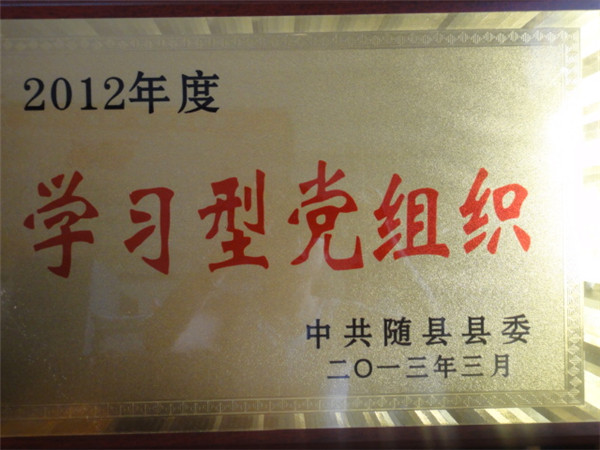 2012年度
学习型党组织
中共随县县委
二〇一三年三月